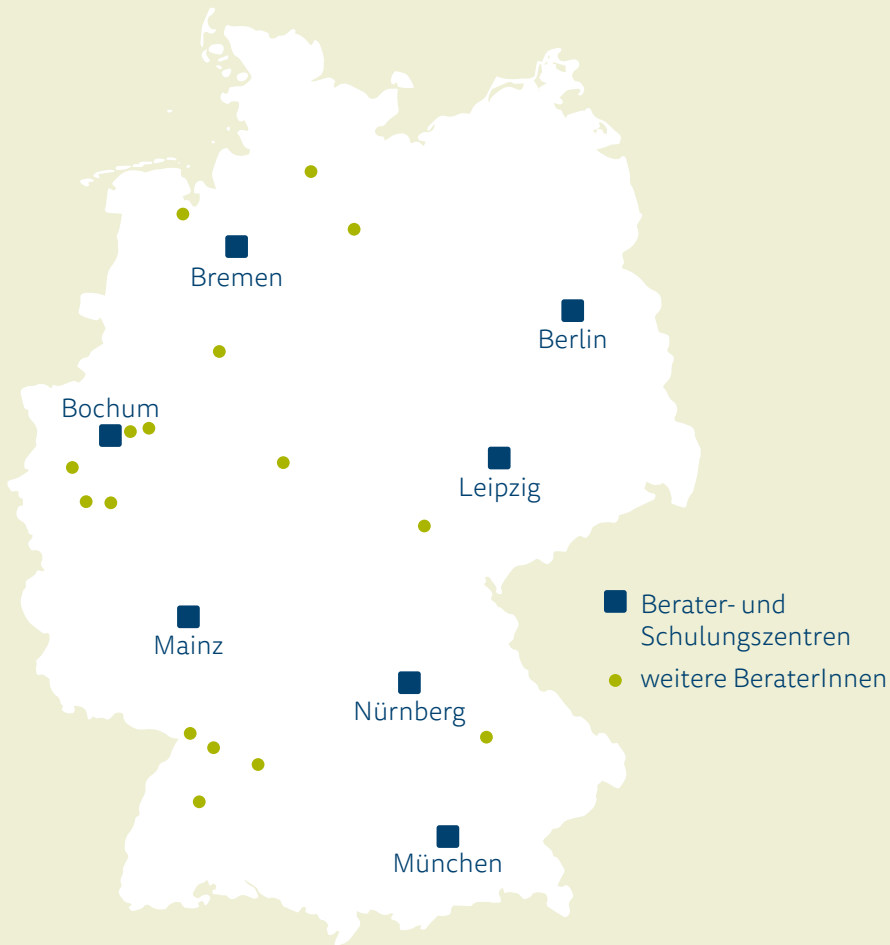 Bremen
Berlin
Bochum
Leipzig
Berater- und
Schulungszentren
Mainz
weitere BeraterInnen
Nürnberg
München